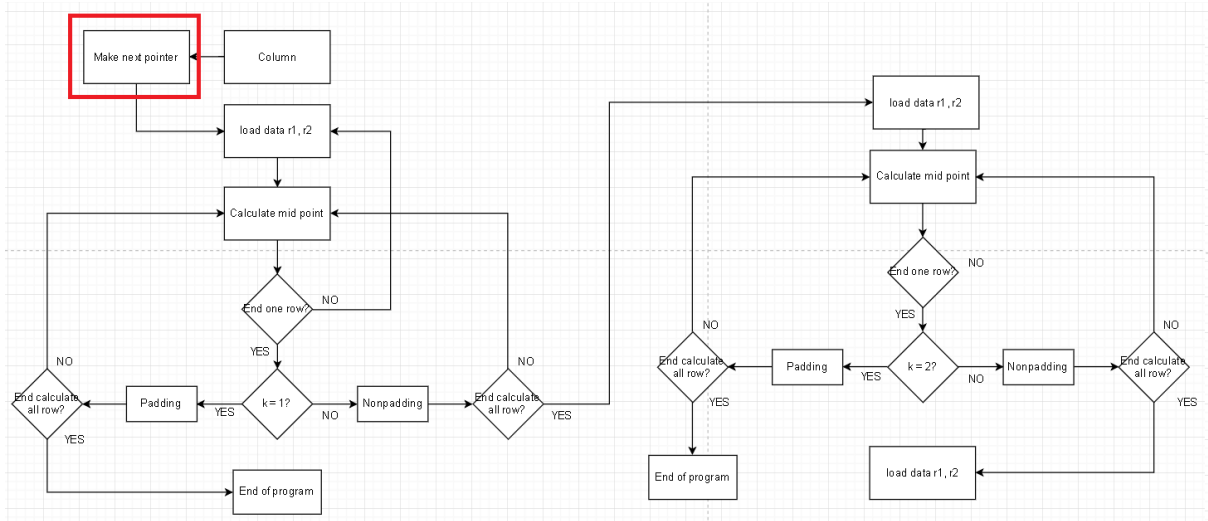 Make next pointer
Column
load data r1, r2
Calculate mid point
End one row?
NO
YES
NO
End calculate
all row?
YES
Padding
YES
k = 1?
NO
Nonpadding
NO
End calculate
all row?
YES
End of program
load data r1, r2
Calculate mid point
End one row?
NO
YES
NO
End calculate
all row?
YES
Padding
YES
k = 2?
NO
Nonpadding
NO
End calculate
all row?
YES
End of program
load data r1, r2